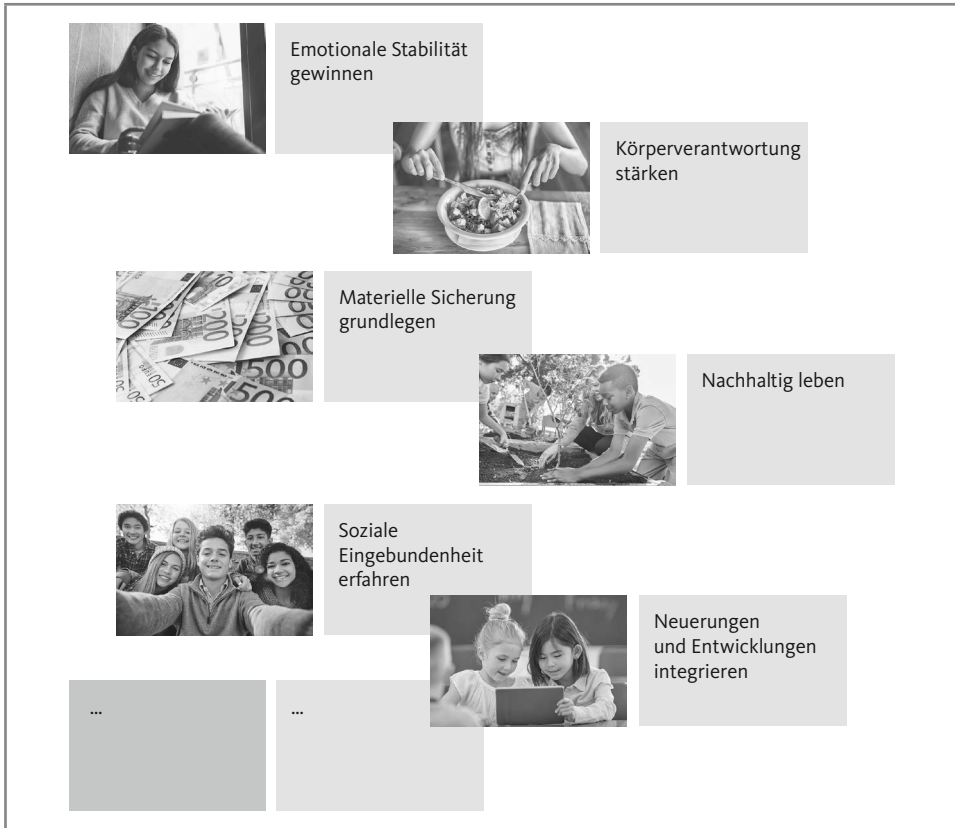 Emotionale Stabilität
gewinnen
Körperverantwortung
stärken
Materielle Sicherung
grundlegen
Nachhaltig leben
Soziale
Eingebundenheit
erfahren
Neuerungen
und Entwicklungen
integrieren
...
...